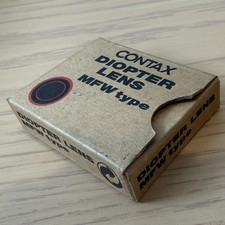 CONTAX
DIOPTER
LENS
MFW type
DIOPTER LENS
MFW type